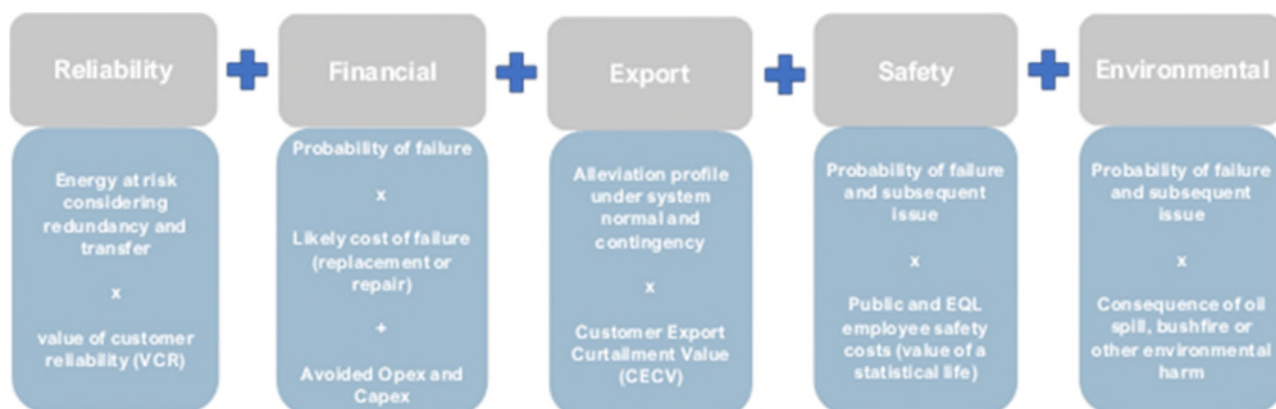 Reliability
Energy at risk
considering
redundancy and
transfer
x
value of customer
reliability (VCR)
Financial
Probability of failure
x
Likely cost of failure
(replacement or
repair)
+
Avoided Opex and
Capex
Export
Alleviation profile
under system
normal and
contingency
x
Customer Export
Curtailment Value
(CECV)
Safety
Probability of failure
and subsequent
issue
x
Public and EQL
employee safety
costs (value of a
statistical life)
Environmental
Probability of failure
and subsequent
issue
x
Consequence of oil
spill, bushfire or
other environmental
harm